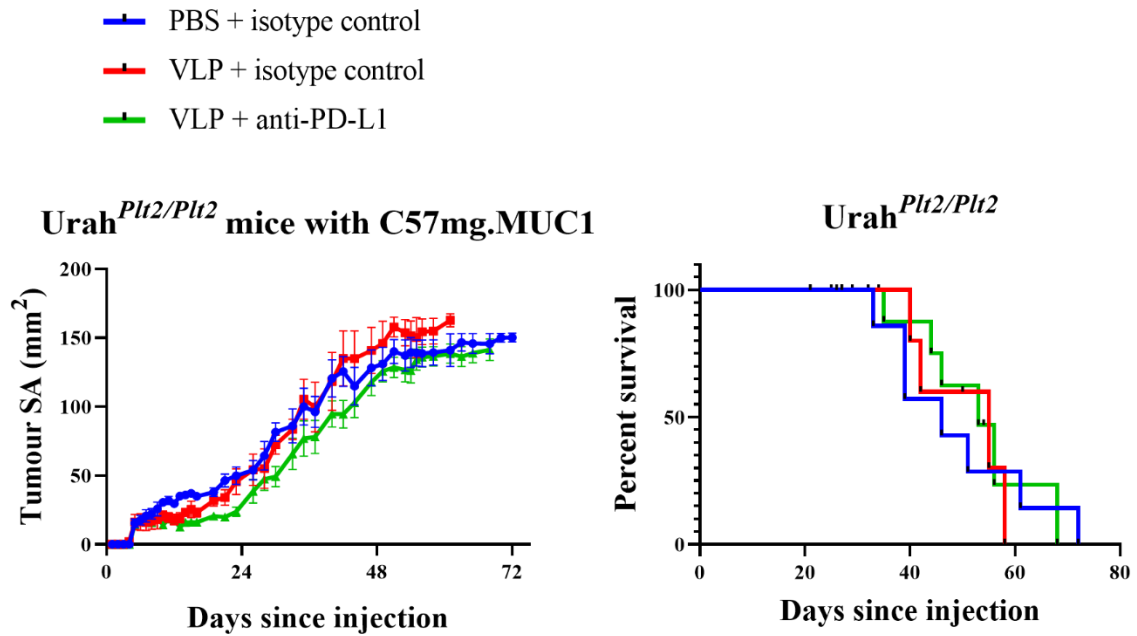 PBS + isotype control
VLP + isotype control
VLP + anti-PD-L1
Urah^Plt2/Plt2 mice with C57mg.MUC1
Urah^Plt2/Plt2
Tumour SA (mm²)
200
150
100
50
0
0 24 48 72
Days since injection
Percent survival
100
50
0
0 20 40 60 80
Days since injection